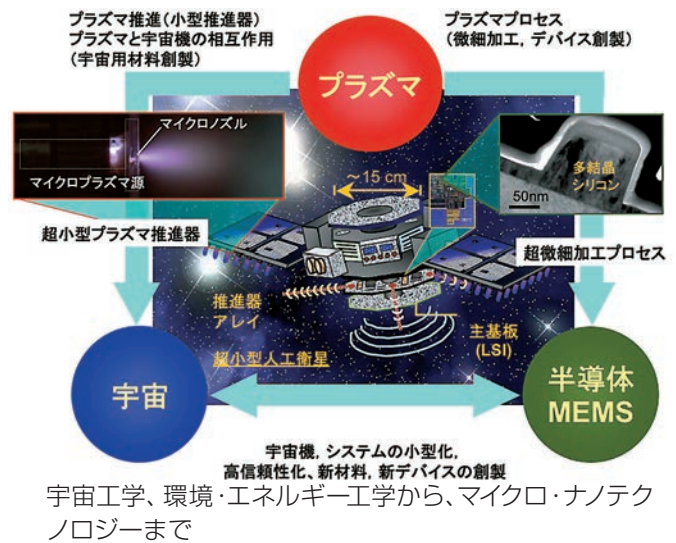 プラズマ推進(小型推進器)
プラズマと宇宙機の相互作用
(宇宙用材料創製)
プラズマプロセス
(微細加工, デバイス創製)
プラズマ
マイクロノズル
マイクロプラズマ源
超小型プラズマ推進器
~15 cm
多結晶
シリコン
50nm
超微細加工プロセス
推進器
アレイ
主基板
(LSI)
超小型人工衛星
宇宙
半導体
MEMS
宇宙機, システムの小型化,
高信頼性化、新材料, 新デバイスの創製
宇宙工学、環境・エネルギー工学から、マイクロ・ナノテク
ノロジーまで